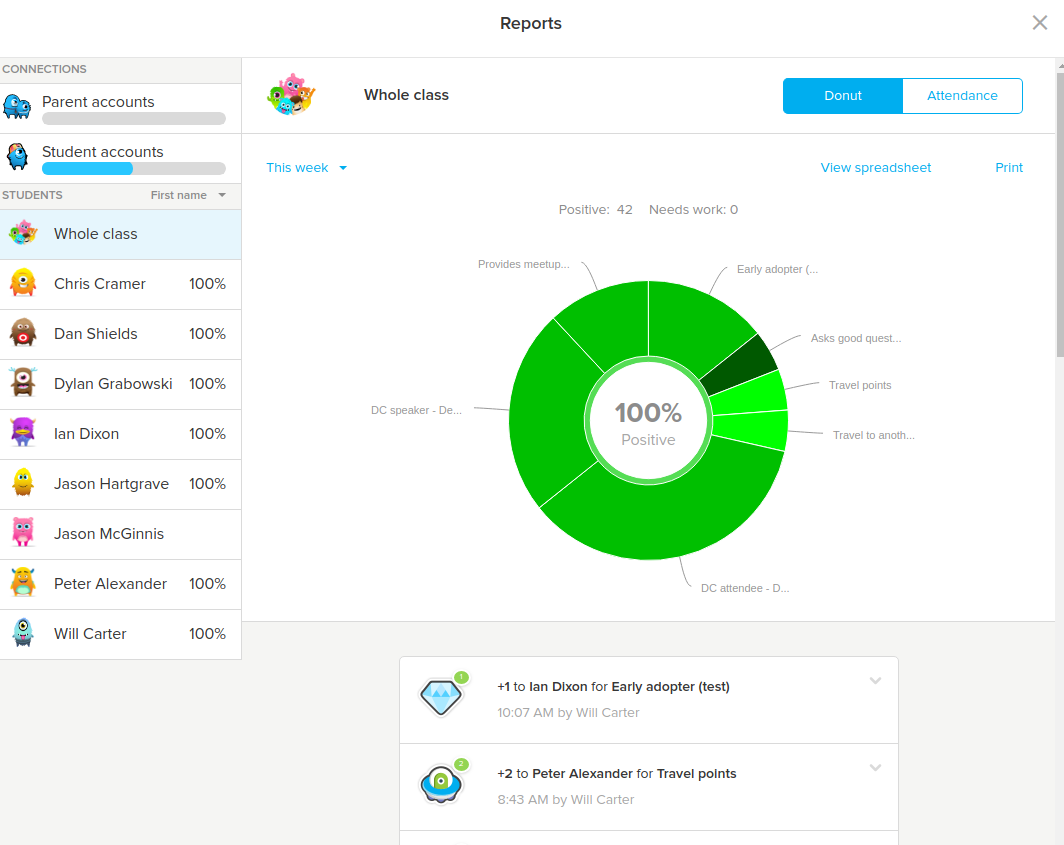 Reports
CONNECTIONS
Parent accounts
Student accounts
STUDENTS First name
Whole class
Chris Cramer 100%
Dan Shields 100%
Dylan Grabowski 100%
Ian Dixon 100%
Jason Hartgrave 100%
Jason McGinnis
Peter Alexander 100%
Will Carter 100%
Whole class
Donut Attendance
This week View spreadsheet Print
Positive: 42 Needs work: 0
Provides meetup... Early adopter (...
Asks good quest...
Travel points
DC speaker - De...
Travel to anoth...
100%
Positive
DC attendee - D...
1
+1 to Ian Dixon for Early adopter (test)
10:07 AM by Will Carter
2
+2 to Peter Alexander for Travel points
8:43 AM by Will Carter